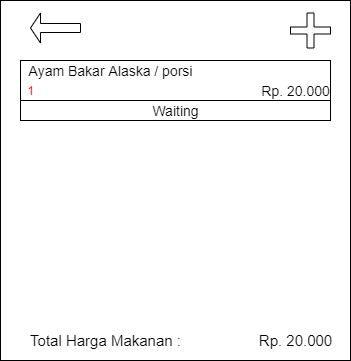 Ayam Bakar Alaska / porsi
1 Rp. 20.000
Waiting
Total Harga Makanan : Rp. 20.000